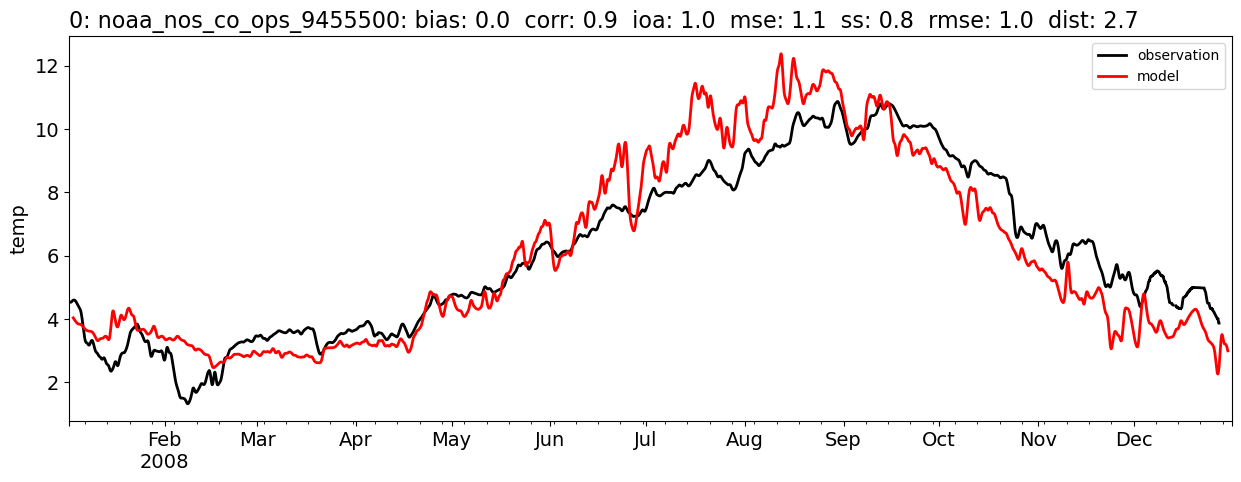 0: noaa_nos_co_ops_9455500: bias: 0.0  corr: 0.9  ioa: 1.0  mse: 1.1  ss: 0.8  rmse: 1.0  dist: 2.7
observation
model
12
10
8
6
4
2
temp
Feb Mar Apr May Jun Jul Aug Sep Oct Nov Dec
2008